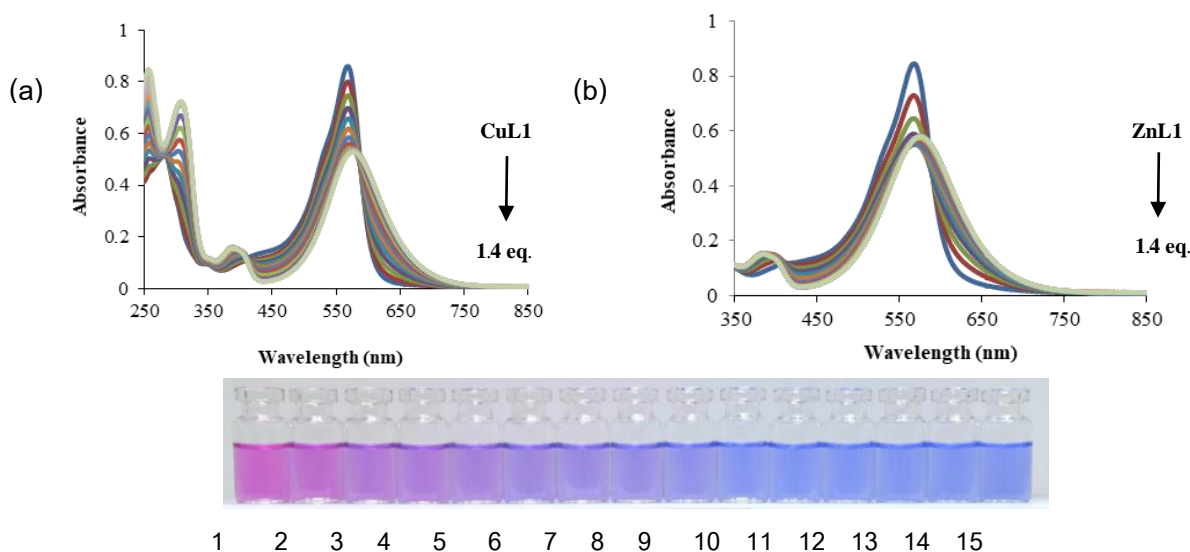 (a)
1
0.8
0.6
0.4
0.2
0
Absorbance
250 350 450 550 650 750 850
Wavelength (nm)
CuL1
1.4 eq.
(b)
1
0.8
0.6
0.4
0.2
0
Absorbance
350 450 550 650 750 850
Wavelength (nm)
ZnL1
1.4 eq.
1 2 3 4 5 6 7 8 9 10 11 12 13 14 15